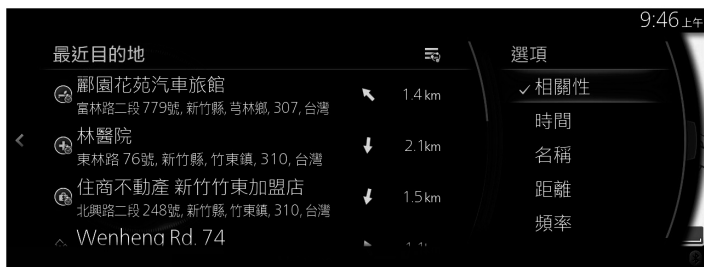 9:46 上午
最近目的地
酈園花苑汽車旅館
1.4 km
富林路二段 779號, 新竹縣, 芎林鄉, 307, 台灣
林醫院
2.1km
東林路 76號, 新竹縣, 竹東鎮, 310, 台灣
住商不動產 新竹竹東加盟店
1.5 km
北興路二段 248號, 新竹縣, 竹東鎮, 310, 台灣
Wenheng Rd. 74
選項
✓相關性
時間
名稱
距離
頻率